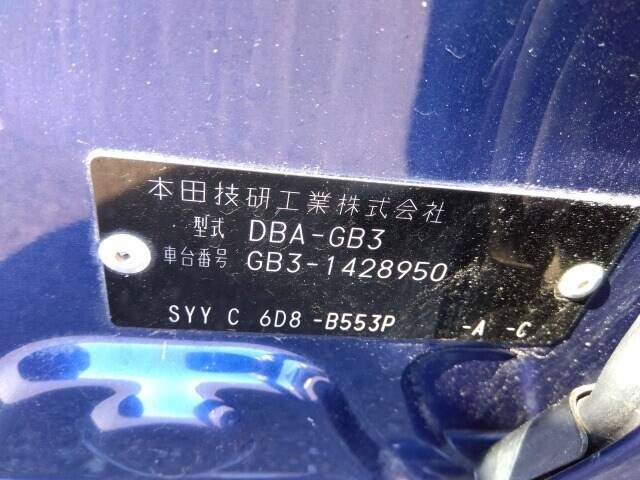 本田技研工業株式会社
型式 DBA-GB3
車台番号 GB3-1428950
SYY C 6D8 -B553P -A -C